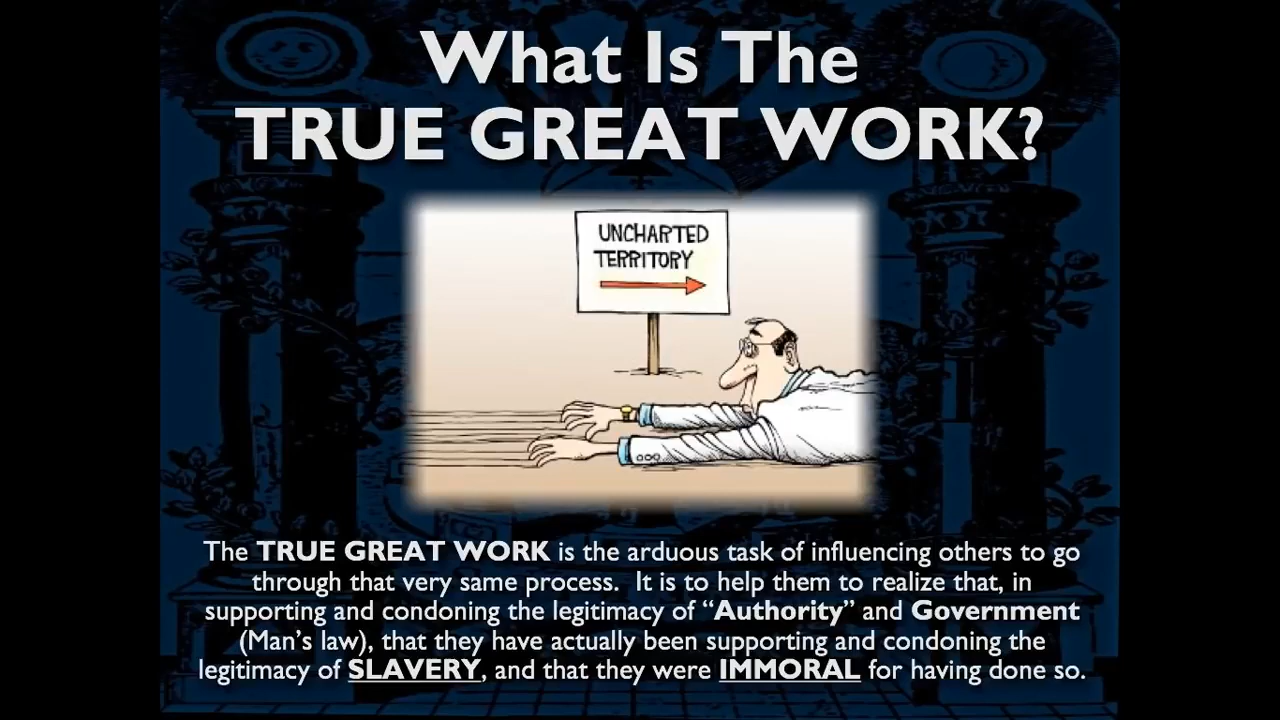 What Is The
TRUE GREAT WORK?
UNCHARTED
TERRITORY
The TRUE GREAT WORK is the arduous task of influencing others to go
through that very same process.  It is to help them to realize that, in
supporting and condoning the legitimacy of “Authority” and Government
(Man’s law), that they have actually been supporting and condoning the
legitimacy of SLAVERY, and that they were IMMORAL for having done so.